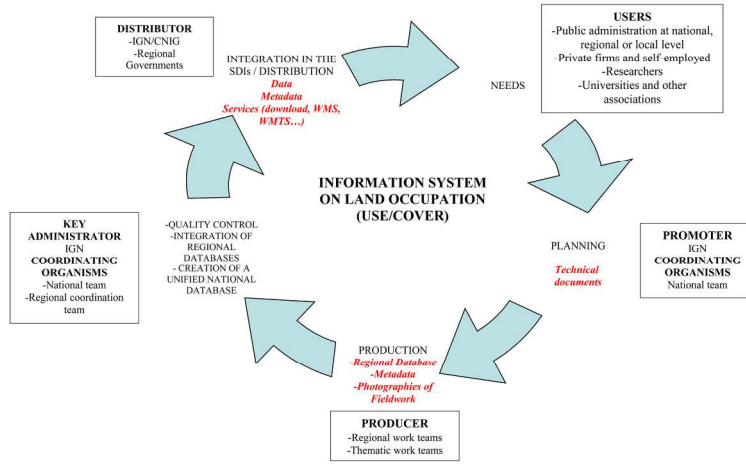 DISTRIBUTOR
-IGN/CNIG
-Regional
Governments
INTEGRATION IN THE
SDIs / DISTRIBUTION
Data
Metadata
Services (download, WMS,
WMTS…)
NEEDS
USERS
-Public administration at national,
regional or local level
-Private firms and self-employed
-Researchers
-Universities and other
associations
INFORMATION SYSTEM
ON LAND OCCUPATION
(USE/COVER)
KEY
ADMINISTRATOR
IGN
COORDINATING
ORGANISMS
-National team
-Regional coordination
team
-QUALITY CONTROL
-INTEGRATION OF
REGIONAL
DATABASES
- CREATION OF A
UNIFIED NATIONAL
DATABASE
PLANNING
Technical
documents
PROMOTER
IGN
COORDINATING
ORGANISMS
National team
PRODUCTION
-Regional Database
-Metadata
-Photographies of
Fieldwork
PRODUCER
-Regional work teams
-Thematic work teams